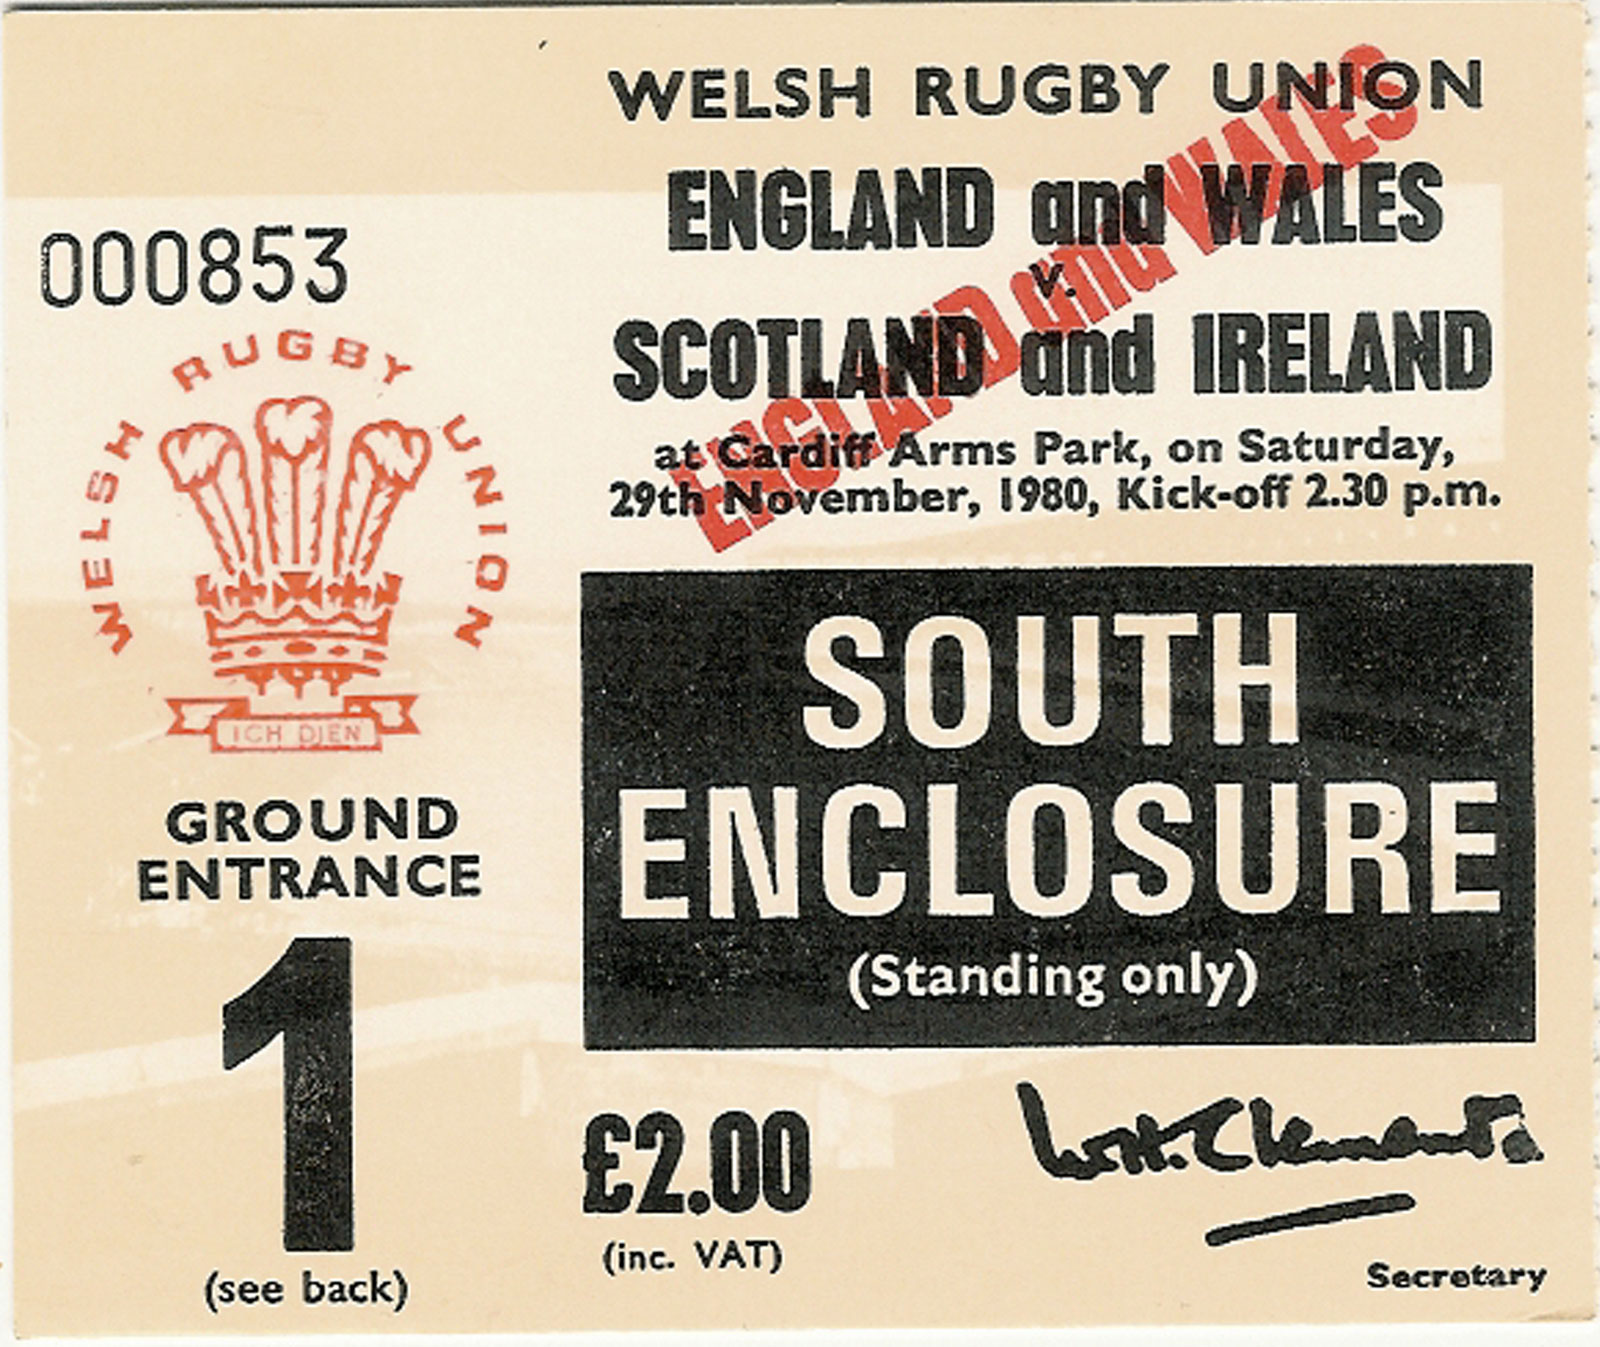 WELSH RUGBY UNION
ENGLAND and WALES
v.
SCOTLAND and IRELAND
at Cardiff Arms Park, on Saturday,
29th November, 1980, Kick-off 2.30 p.m.
ENGLAND and WALES
000853
WELSH RUGBY UNION
ICH DIEN
GROUND
ENTRANCE
1
(see back)
SOUTH
ENCLOSURE
(Standing only)
£2.00
(inc. VAT)
W.H. Clements.
Secretary